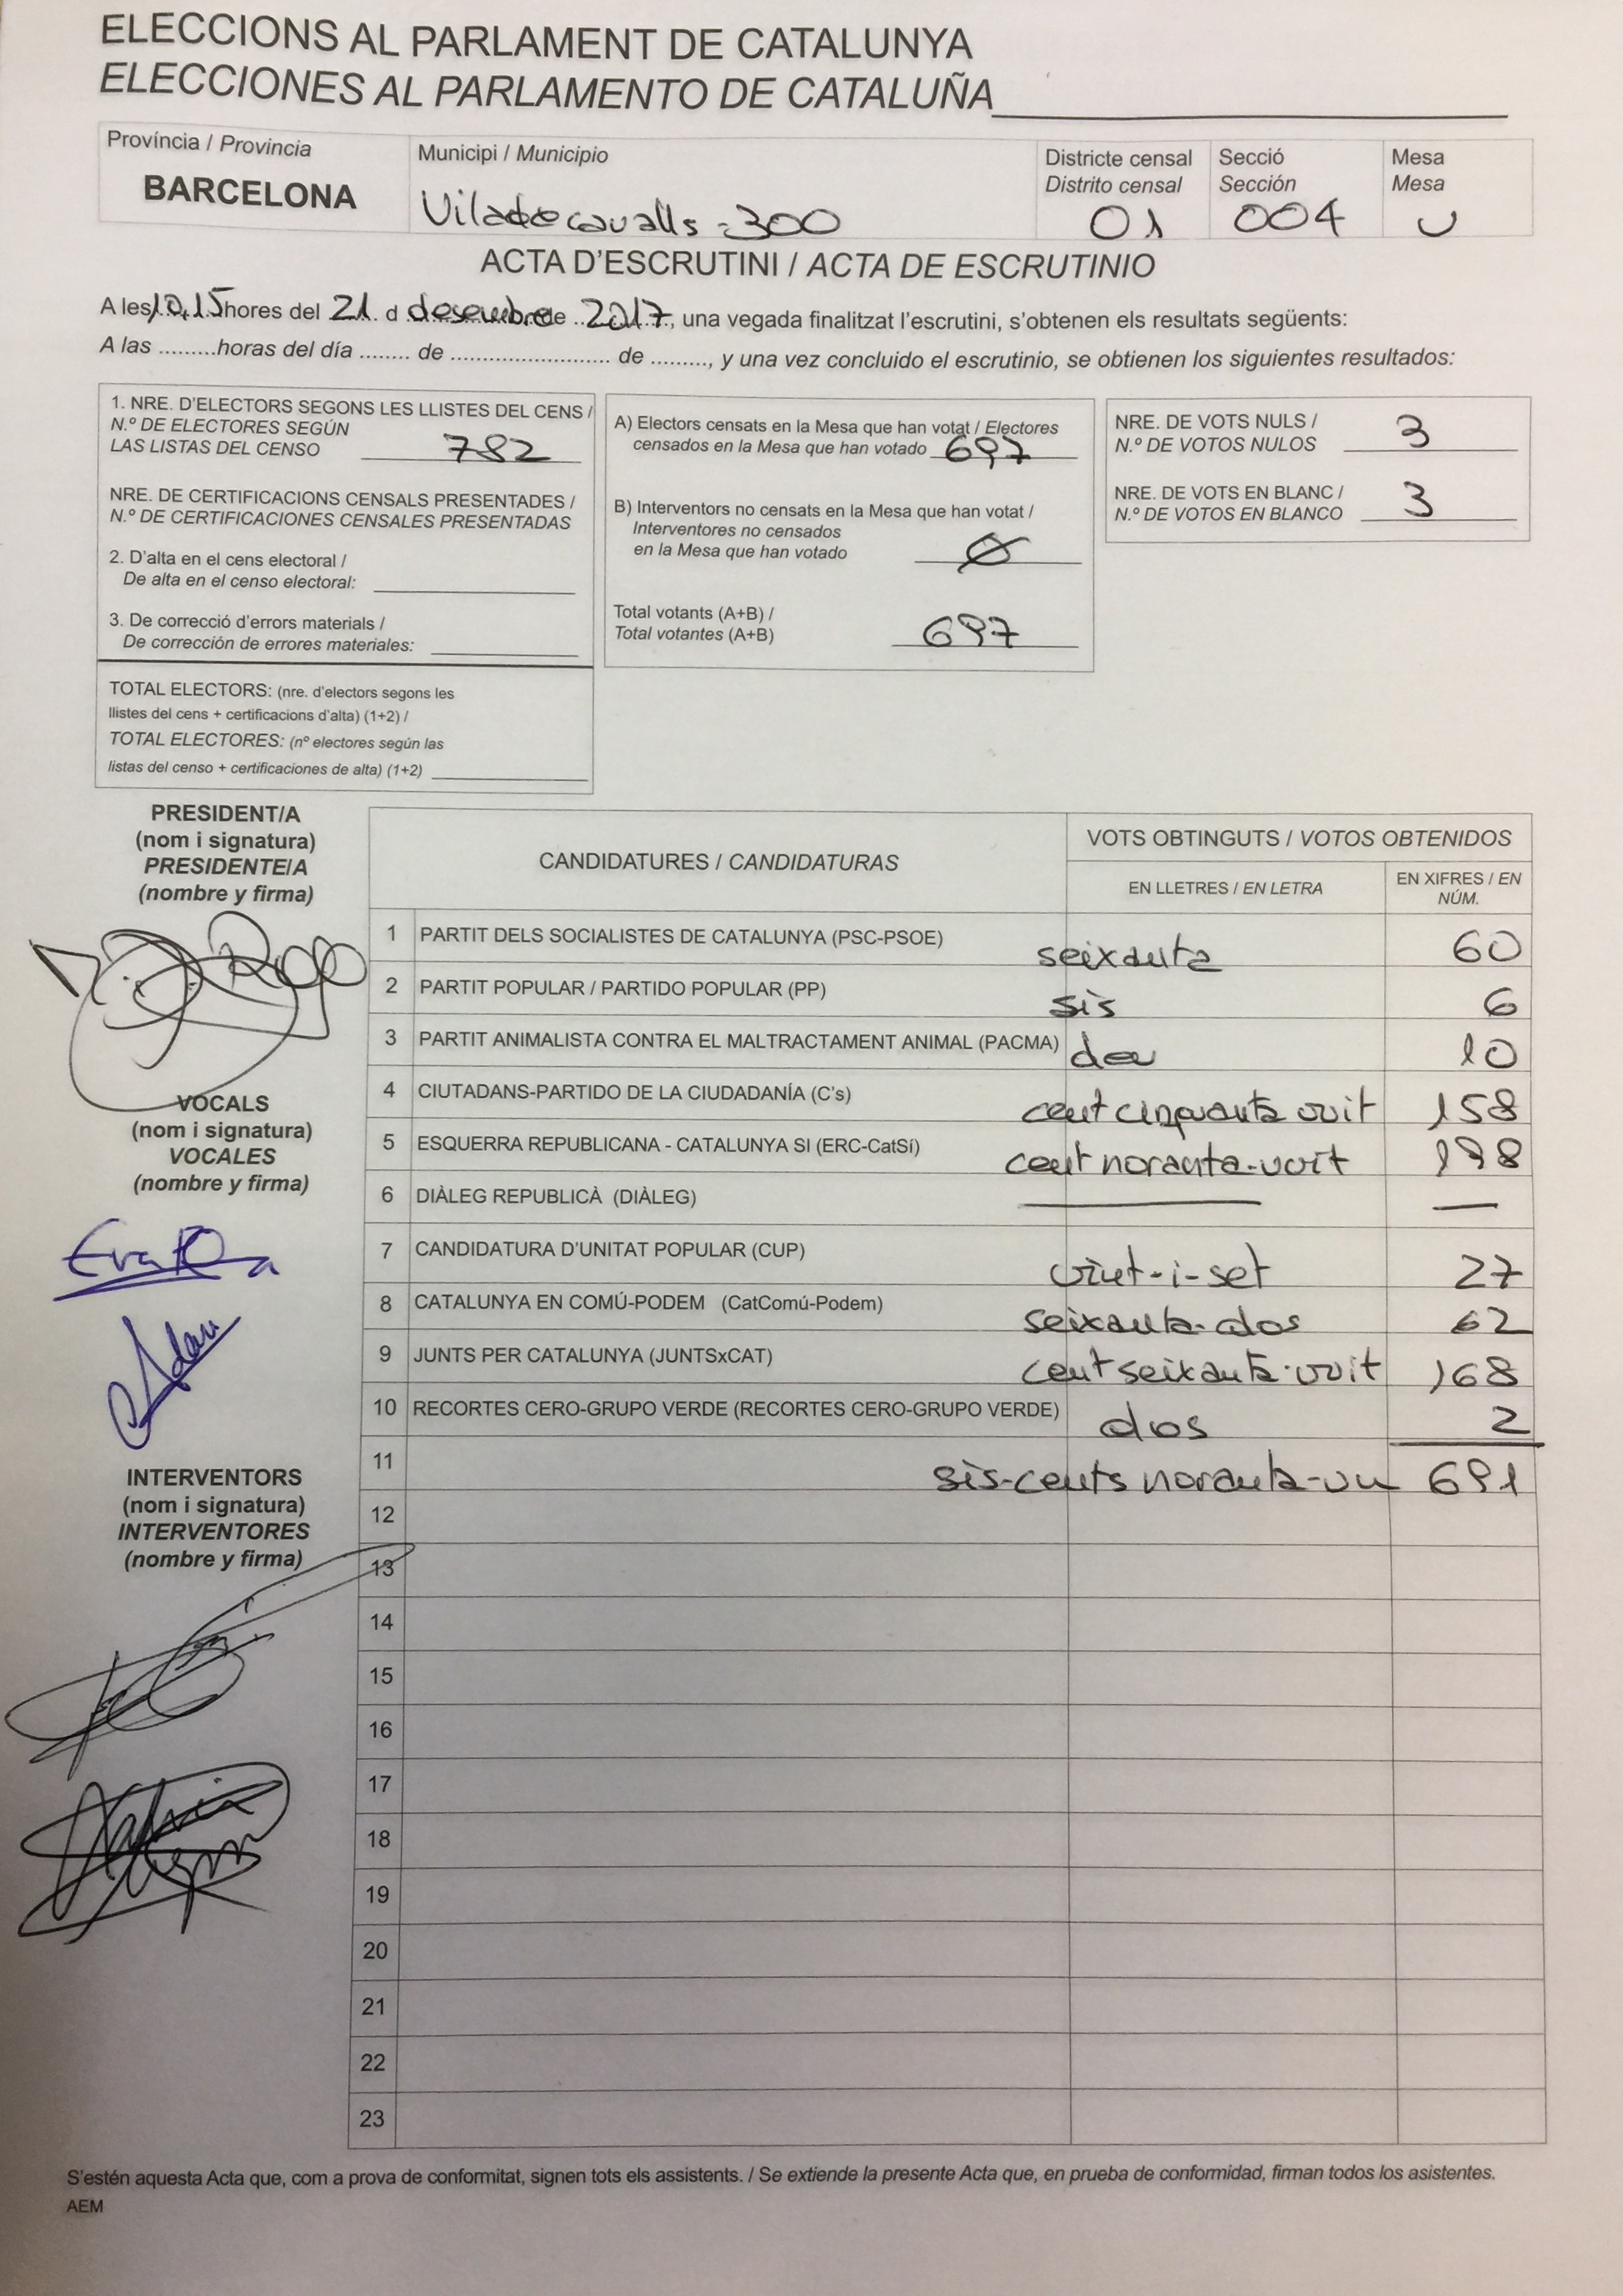 ELECCIONS AL PARLAMENT DE CATALUNYA
ELECCIONES AL PARLAMENTO DE CATALUÑA
Província / Provincia
BARCELONA
Municipi / Municipio
Viladecavalls - 300
Districte censal
Distrito censal
01
Secció
Sección
004
Mesa
Mesa
U
ACTA D'ESCRUTINI / ACTA DE ESCRUTINIO
A les 10,15 hores del 21 d desembre de 2017, una vegada finalitzat l'escrutini, s'obtenen els resultats següents:
A las .........horas del día ........ de ........................... de ........., y una vez concluido el escrutinio, se obtienen los siguientes resultados:
1. NRE. D'ELECTORS SEGONS LES LLISTES DEL CENS /
N.º DE ELECTORES SEGÚN
LAS LISTAS DEL CENSO 782
NRE. DE CERTIFICACIONS CENSALS PRESENTADES /
N.º DE CERTIFICACIONES CENSALES PRESENTADAS
2. D'alta en el cens electoral /
De alta en el censo electoral:
3. De correcció d'errors materials /
De corrección de errores materiales:
TOTAL ELECTORS: (nre. d'electors segons les
llistes del cens + certificacions d'alta) (1+2) /
TOTAL ELECTORES: (nº electores según las
listas del censo + certificaciones de alta) (1+2)
A) Electors censats en la Mesa que han votat / Electores
censados en la Mesa que han votado 697
B) Interventors no censats en la Mesa que han votat /
Interventores no censados
en la Mesa que han votado Ø
Total votants (A+B) /
Total votantes (A+B) 697
NRE. DE VOTS NULS /
N.º DE VOTOS NULOS 3
NRE. DE VOTS EN BLANC /
N.º DE VOTOS EN BLANCO 3
PRESIDENT/A
(nom i signatura)
PRESIDENTE/A
(nombre y firma)
VOCALS
(nom i signatura)
VOCALES
(nombre y firma)
INTERVENTORS
(nom i signatura)
INTERVENTORES
(nombre y firma)
CANDIDATURES / CANDIDATURAS
VOTS OBTINGUTS / VOTOS OBTENIDOS
EN LLETRES / EN LETRA
EN XIFRES / EN
NÚM.
1 PARTIT DELS SOCIALISTES DE CATALUNYA (PSC-PSOE) seixanta 60
2 PARTIT POPULAR / PARTIDO POPULAR (PP) sis 6
3 PARTIT ANIMALISTA CONTRA EL MALTRACTAMENT ANIMAL (PACMA) deu 10
4 CIUTADANS-PARTIDO DE LA CIUDADANÍA (C's) cent cinquanta vuit 158
5 ESQUERRA REPUBLICANA - CATALUNYA SI (ERC-CatSí) cent noranta-vuit 198
6 DIÀLEG REPUBLICÀ (DIÀLEG) — —
7 CANDIDATURA D'UNITAT POPULAR (CUP) vint-i-set 27
8 CATALUNYA EN COMÚ-PODEM (CatComú-Podem) seixanta-dos 62
9 JUNTS PER CATALUNYA (JUNTSxCAT) cent seixanta-vuit 168
10 RECORTES CERO-GRUPO VERDE (RECORTES CERO-GRUPO VERDE) dos 2
11 sis-cents noranta-un 691
12
13
14
15
16
17
18
19
20
21
22
23
S'estén aquesta Acta que, com a prova de conformitat, signen tots els assistents. / Se extiende la presente Acta que, en prueba de conformidad, firman todos los asistentes.
AEM